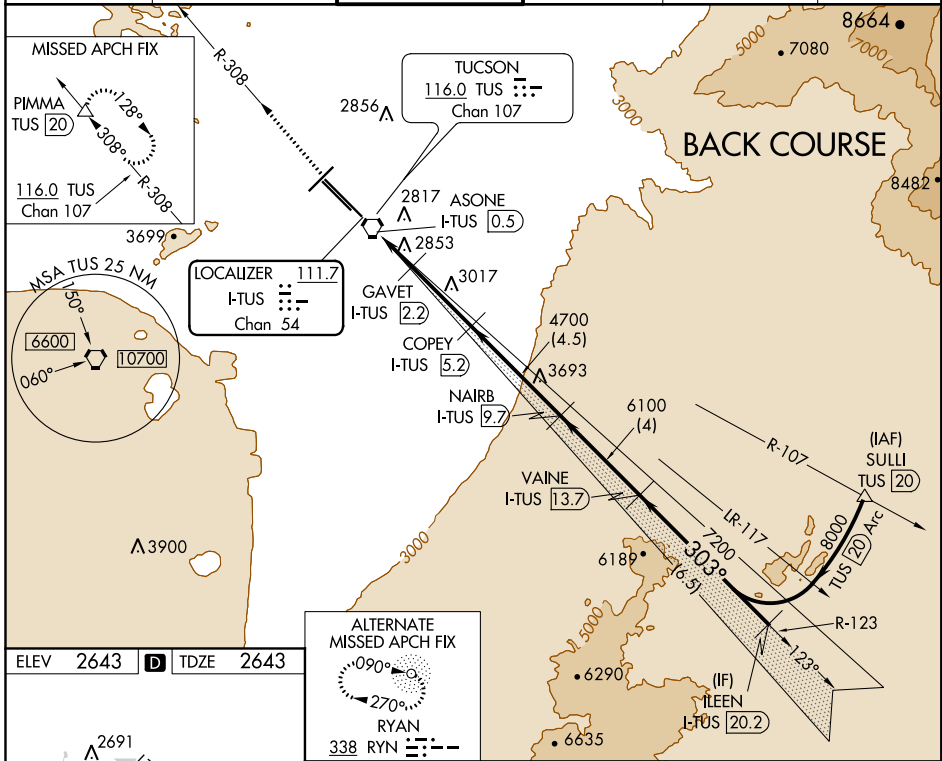 MISSED APCH FIX
PIMMA
TUS 20
128°
308°
R-308
116.0 TUS
Chan 107
R-308
2856
TUCSON
116.0 TUS
Chan 107
8664
7000
7080
5000
3000
BACK COURSE
8482
3699
2817
ASONE
I-TUS 0.5
2853
LOCALIZER 111.7
I-TUS
Chan 54
3017
GAVET
I-TUS 2.2
COPEY
I-TUS 5.2
4700
(4.5)
3693
MSA TUS 25 NM
150°
6600
10700
060°
NAIRB
I-TUS 9.7
6100
(4)
R-107
(IAF)
SULLI
TUS 20
VAINE
I-TUS 13.7
LR-117
8000
TUS 20 Arc
7200
303°
(6.5)
6189
R-123
123°
(IF)
ILEEN
I-TUS 20.2
3900
3000
5000
6290
6635
ALTERNATE
MISSED APCH FIX
090°
270°
RYAN
338 RYN
ELEV 2643 D TDZE 2643
2691